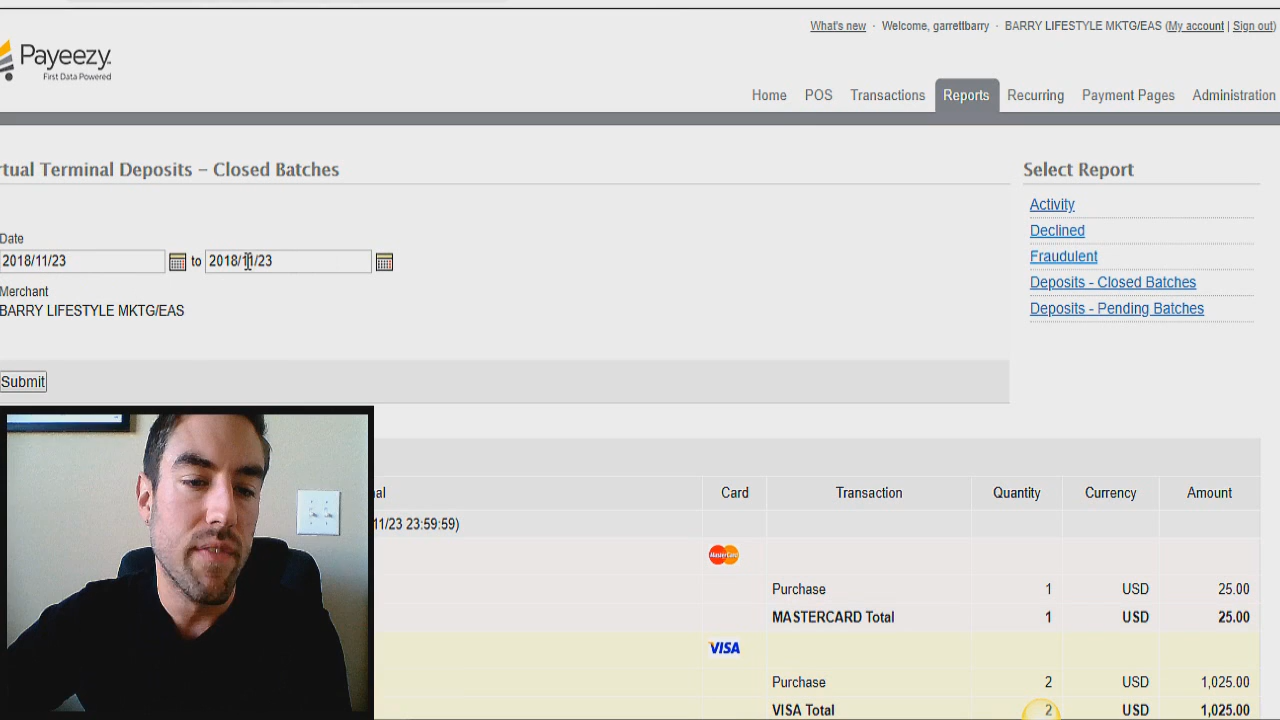 What's new · Welcome, garrettbarry · BARRY LIFESTYLE MKTG/EAS (My account | Sign out)
Payeezy
First Data Powered
Home POS Transactions Reports Recurring Payment Pages Administration
rtual Terminal Deposits – Closed Batches
Select Report
Activity
Declined
Fraudulent
Deposits - Closed Batches
Deposits - Pending Batches
Date
2018/11/23 to 2018/11/23
Merchant
BARRY LIFESTYLE MKTG/EAS
Submit
al Card Transaction Quantity Currency Amount
11/23 23:59:59)
MasterCard
Purchase 1 USD 25.00
MASTERCARD Total 1 USD 25.00
VISA
Purchase 2 USD 1,025.00
VISA Total 2 USD 1,025.00